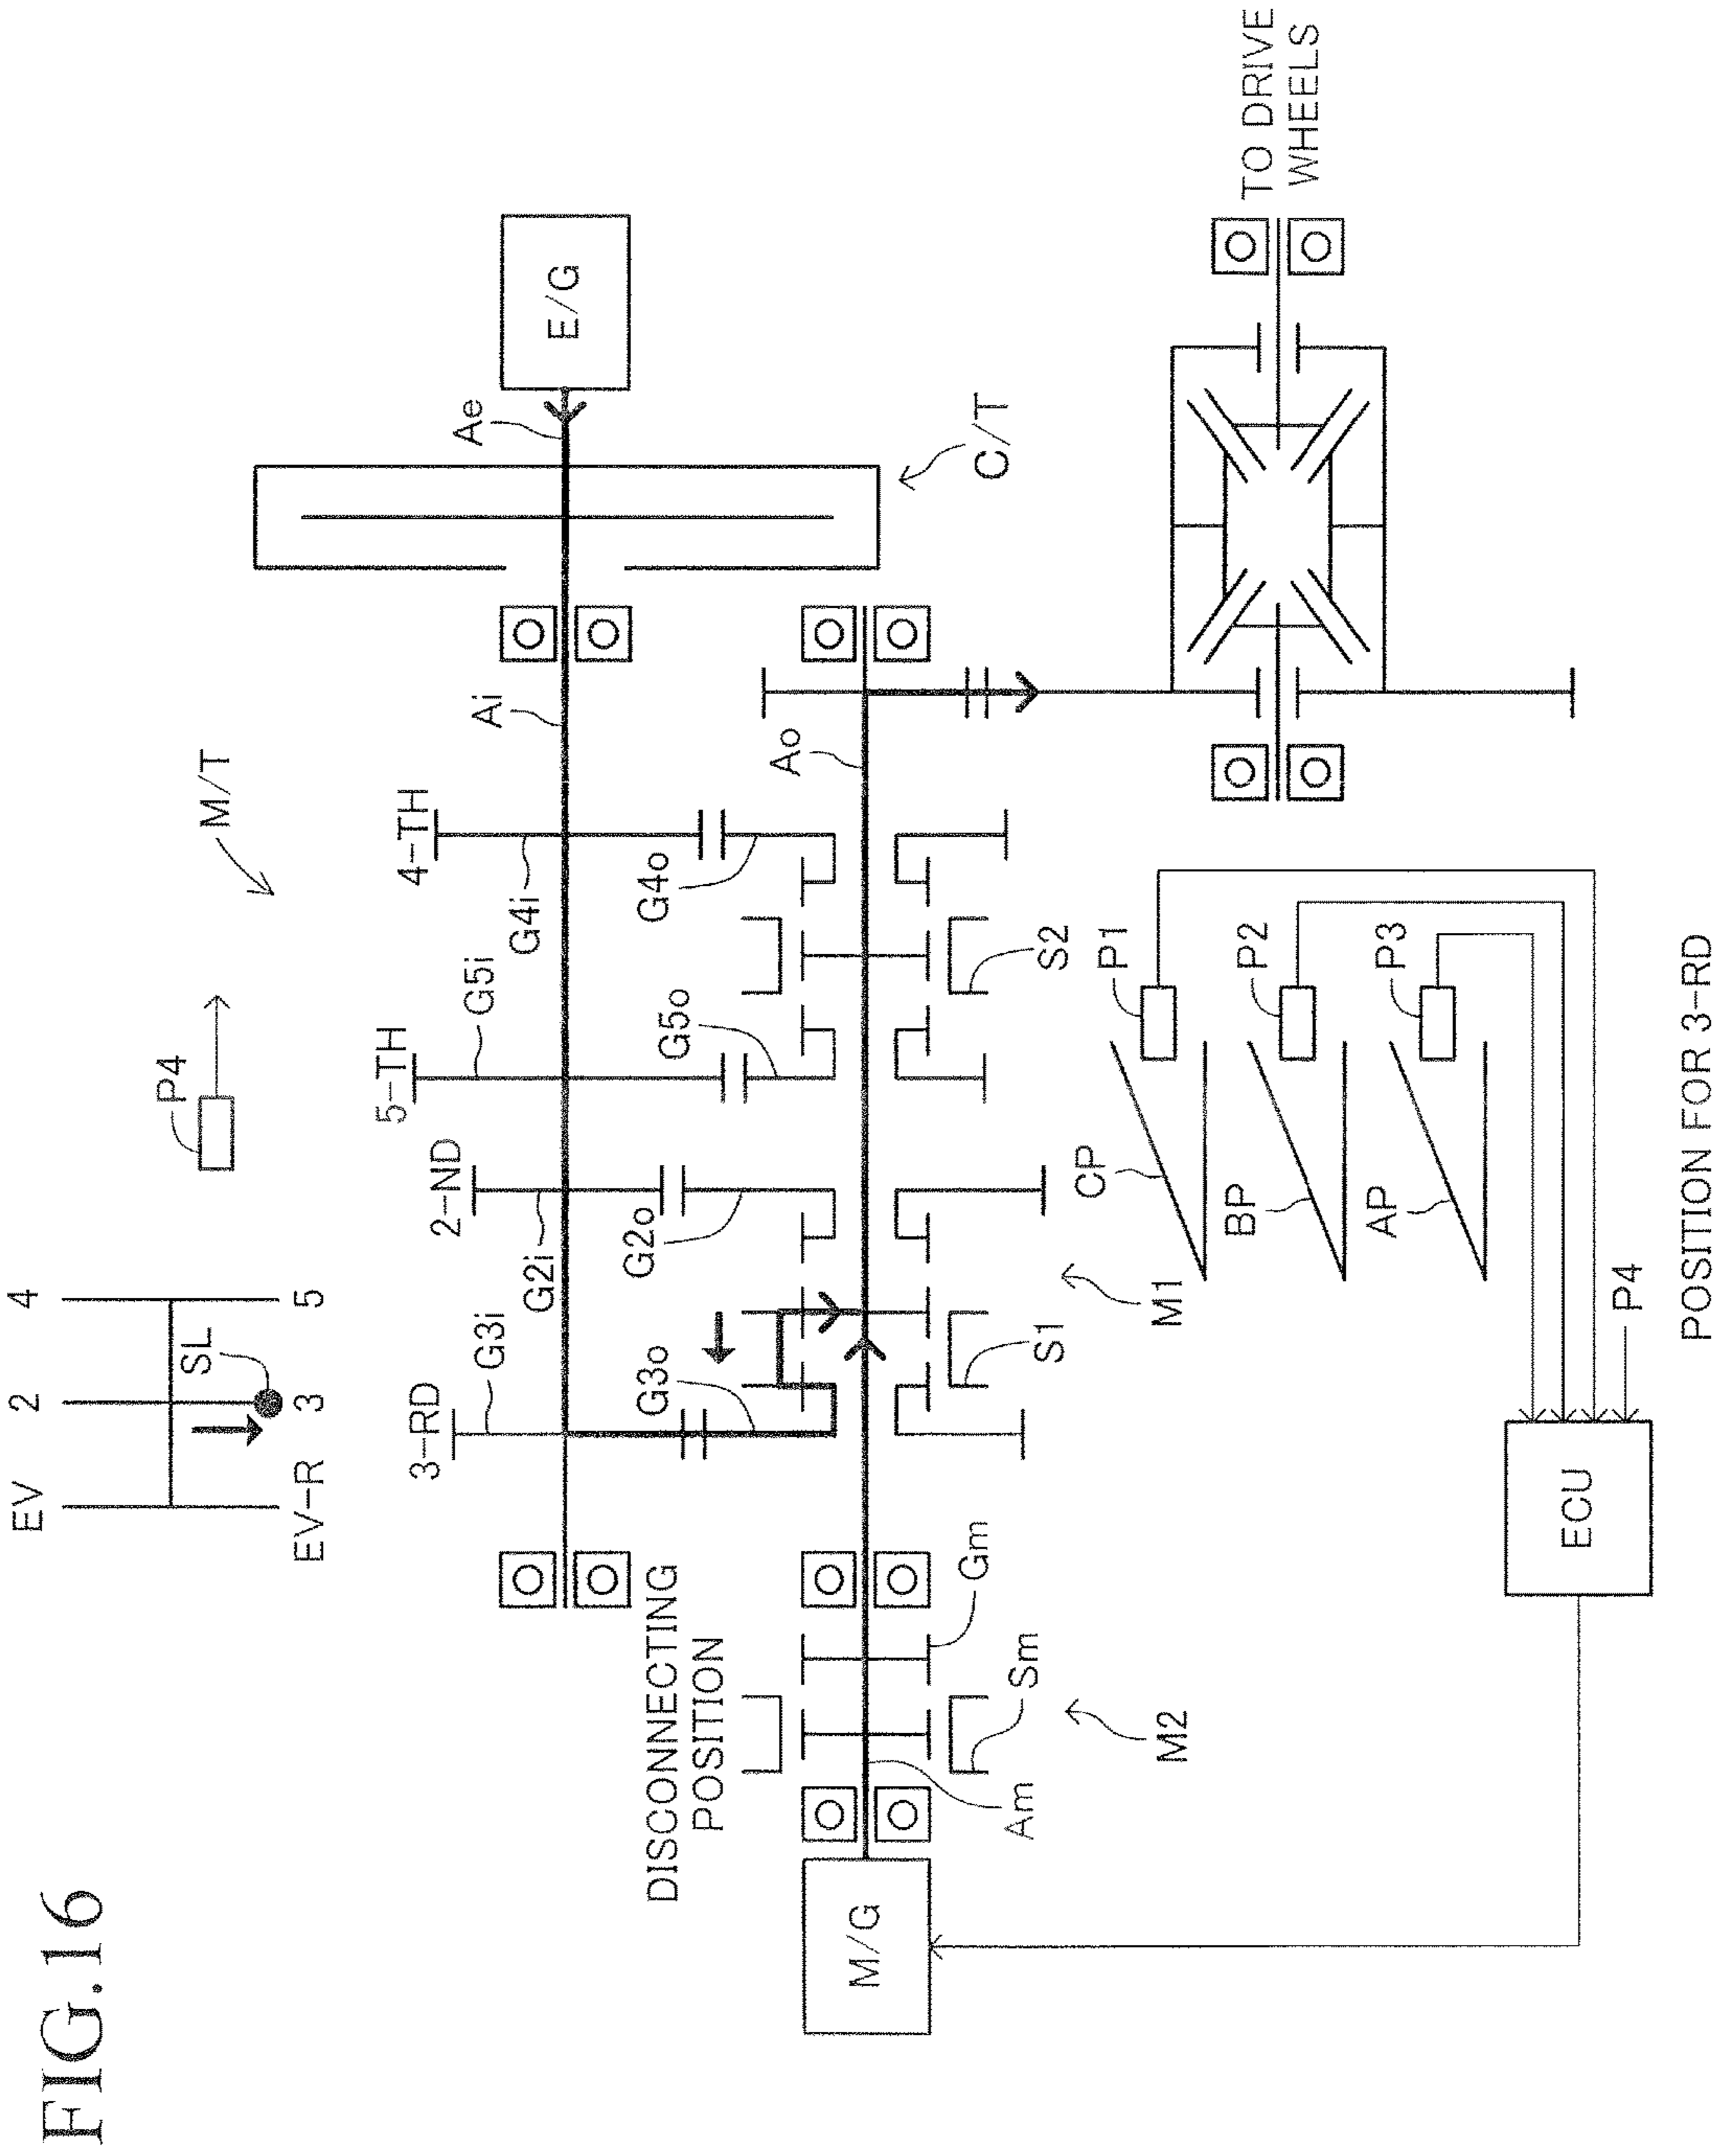 FIG.16
EV
2
4
EV-R
3
5
SL
P4
M/T
3-RD
2-ND
5-TH
4-TH
G3i
G2i
G5i
G4i
Ai
Ae
E/G
C/T
G3o
G2o
G5o
G4o
Ao
DISCONNECTING
POSITION
M/G
Am
Sm
Gm
M2
S1
M1
S2
TO DRIVE
WHEELS
CP
P1
BP
P2
AP
P3
P4
ECU
POSITION FOR 3-RD